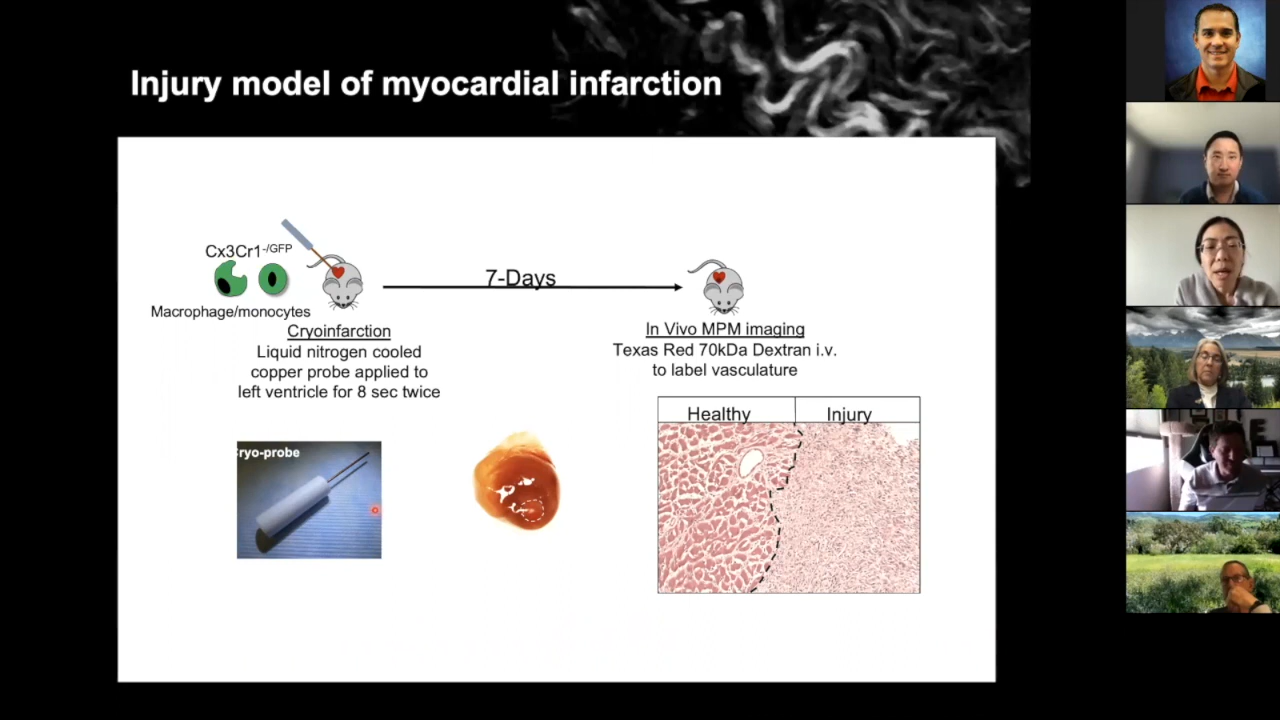 Injury model of myocardial infarction
Cx3Cr1-/GFP
Macrophage/monocytes
Cryoinfarction
Liquid nitrogen cooled
copper probe applied to
left ventricle for 8 sec twice
7-Days
In Vivo MPM imaging
Texas Red 70kDa Dextran i.v.
to label vasculature
ryo-probe
Healthy
Injury